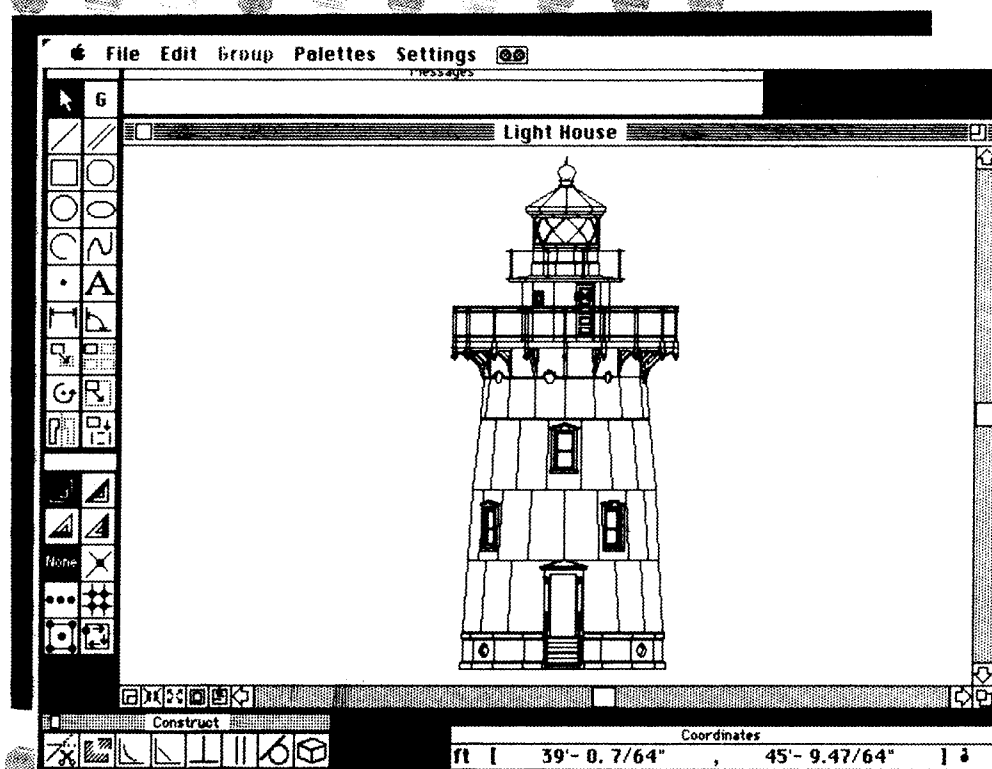 File Edit Group Palettes Settings
Messages
G
Light House
A
None
Construct
Coordinates
ft [ 39'- 0. 7/64" , 45'- 9.47/64" ]